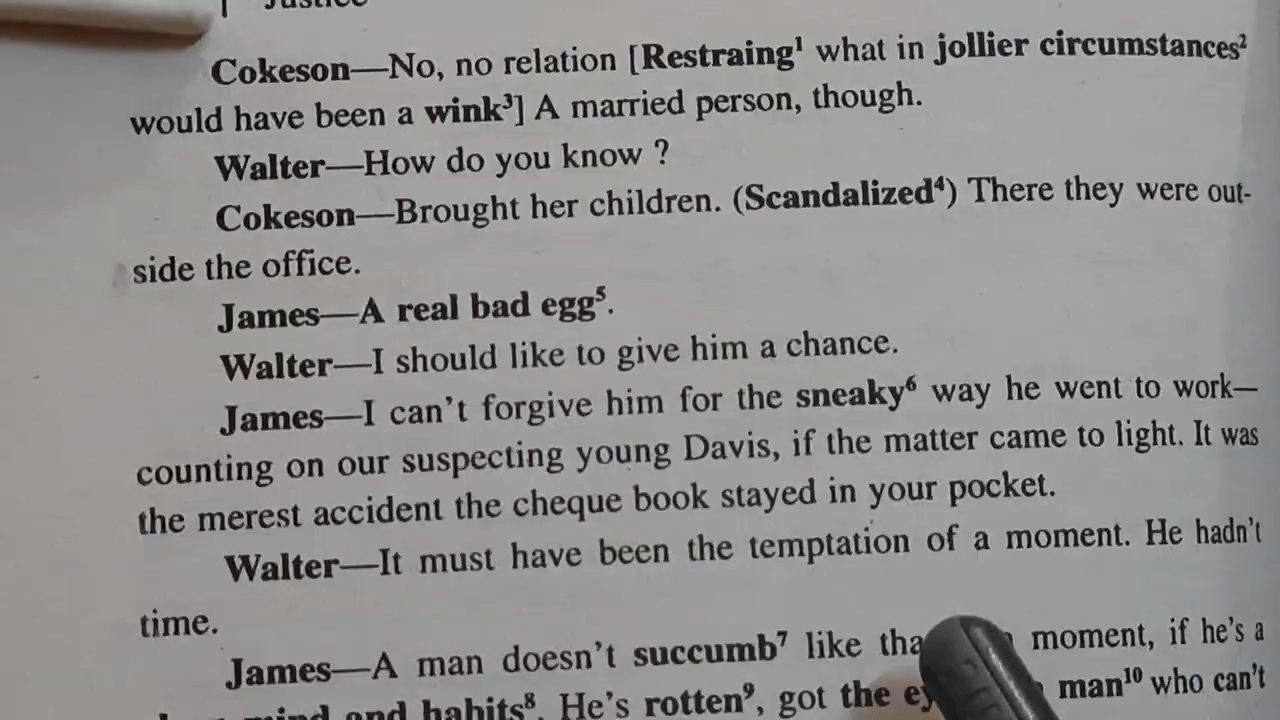 Justice
Cokeson—No, no relation [Restraing¹ what in jollier circumstances²
would have been a wink³] A married person, though.
Walter—How do you know ?
Cokeson—Brought her children. (Scandalized⁴) There they were out-
side the office.
James—A real bad egg⁵.
Walter—I should like to give him a chance.
James—I can't forgive him for the sneaky⁶ way he went to work—
counting on our suspecting young Davis, if the matter came to light. It was
the merest accident the cheque book stayed in your pocket.
Walter—It must have been the temptation of a moment. He hadn't
time.
James—A man doesn't succumb⁷ like moment, if he's a
mind and habits⁸. He's rotten⁹, got the man¹⁰ who can't